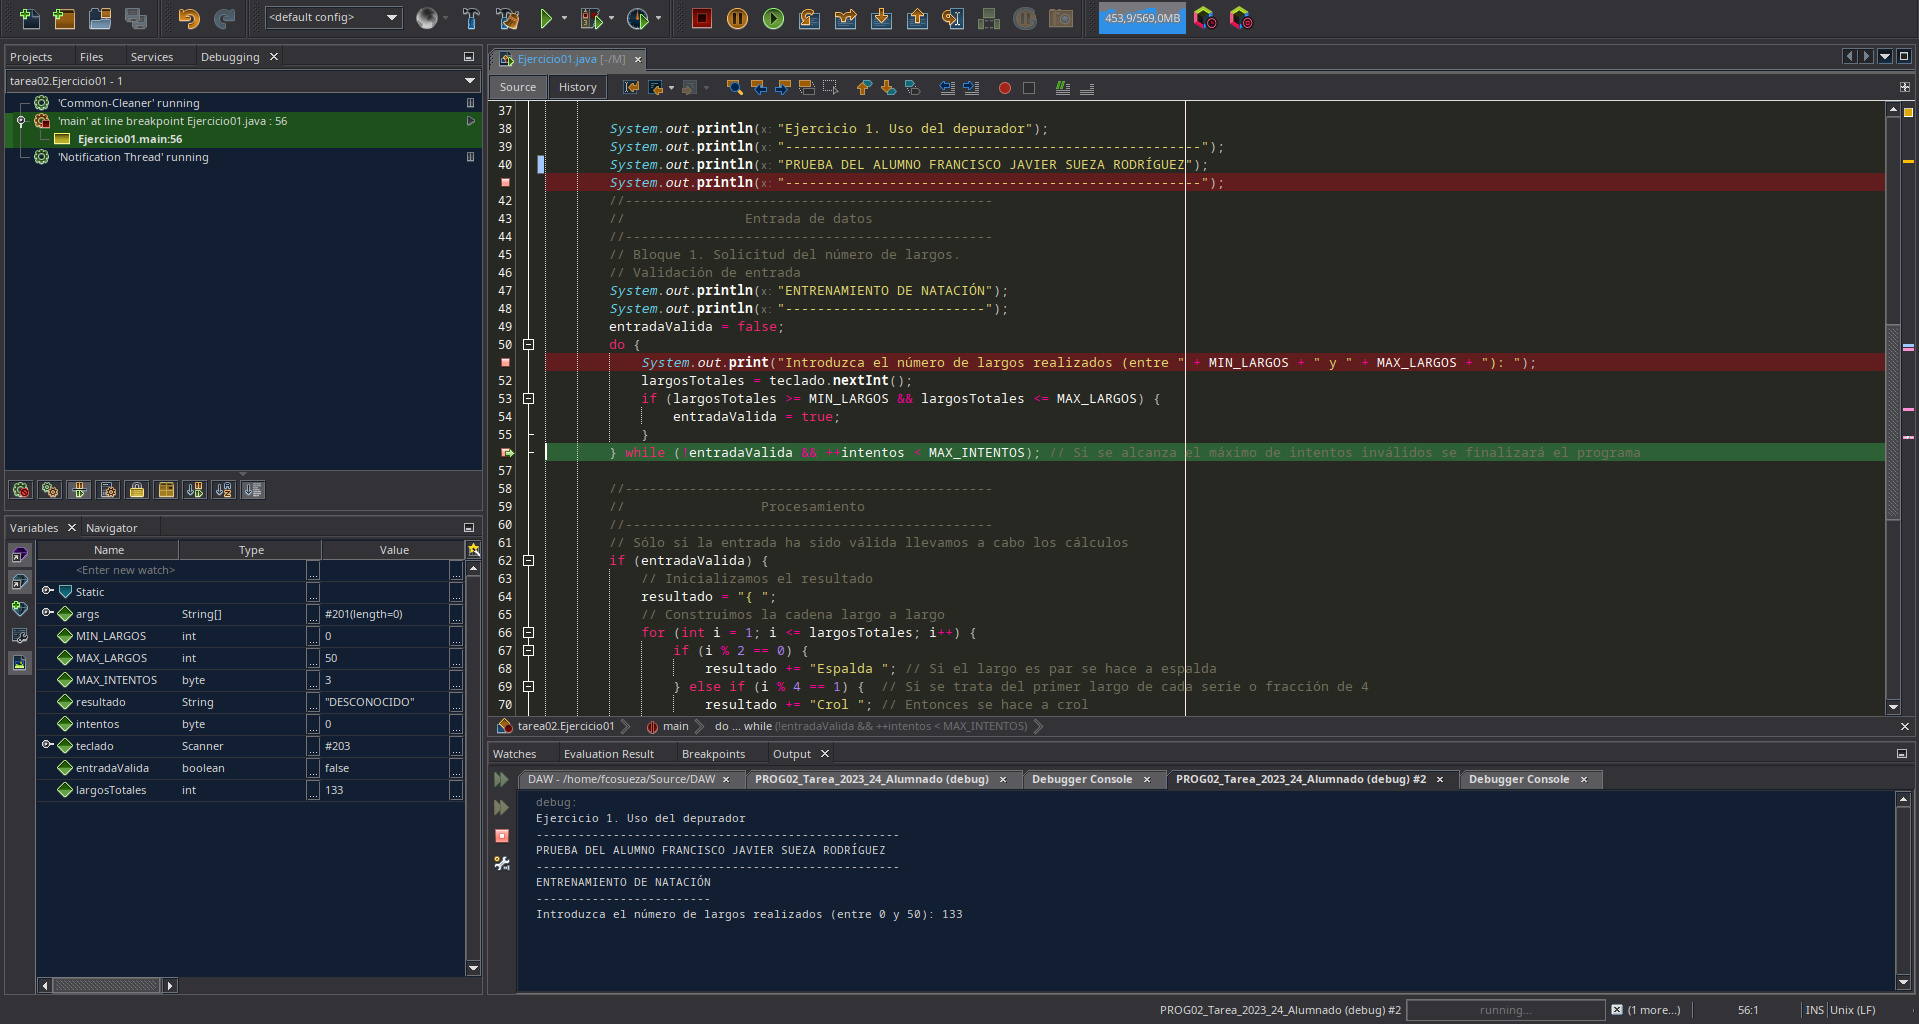 <default config>
453,9/569,0MB
Projects Files Services Debugging
tarea02.Ejercicio01 - 1
'Common-Cleaner' running
'main' at line breakpoint Ejercicio01.java : 56
Ejercicio01.main:56
'Notification Thread' running
Variables Navigator
Name Type Value
<Enter new watch>
Static
args String[] #201(length=0)
MIN_LARGOS int 0
MAX_LARGOS int 50
MAX_INTENTOS byte 3
resultado String "DESCONOCIDO"
intentos byte 0
teclado Scanner #203
entradaValida boolean false
largosTotales int 133
Ejercicio01.java [-/M]
Source History
37
38 System.out.println(x: "Ejercicio 1. Uso del depurador");
39 System.out.println(x: "----------------------------------------------------");
40 System.out.println(x: "PRUEBA DEL ALUMNO FRANCISCO JAVIER SUEZA RODRÍGUEZ");
System.out.println(x: "----------------------------------------------------");
42 //----------------------------------------------
43 // Entrada de datos
44 //----------------------------------------------
45 // Bloque 1. Solicitud del número de largos.
46 // Validación de entrada
47 System.out.println(x: "ENTRENAMIENTO DE NATACIÓN");
48 System.out.println(x: "-------------------------");
49 entradaValida = false;
50 do {
System.out.print("Introduzca el número de largos realizados (entre " + MIN_LARGOS + " y " + MAX_LARGOS + "): ");
52 largosTotales = teclado.nextInt();
53 if (largosTotales >= MIN_LARGOS && largosTotales <= MAX_LARGOS) {
54 entradaValida = true;
55 }
} while (!entradaValida && ++intentos < MAX_INTENTOS); // Si se alcanza el máximo de intentos inválidos se finalizará el programa
57
58 //----------------------------------------------
59 // Procesamiento
60 //----------------------------------------------
61 // Sólo si la entrada ha sido válida llevamos a cabo los cálculos
62 if (entradaValida) {
63 // Inicializamos el resultado
64 resultado = "{ ";
65 // Construimos la cadena largo a largo
66 for (int i = 1; i <= largosTotales; i++) {
67 if (i % 2 == 0) {
68 resultado += "Espalda "; // Si el largo es par se hace a espalda
69 } else if (i % 4 == 1) { // Si se trata del primer largo de cada serie o fracción de 4
70 resultado += "Crol "; // Entonces se hace a crol
tarea02.Ejercicio01 main do ... while (!entradaValida && ++intentos < MAX_INTENTOS)
Watches Evaluation Result Breakpoints Output
DAW - /home/fcosueza/Source/DAW PROG02_Tarea_2023_24_Alumnado (debug) Debugger Console PROG02_Tarea_2023_24_Alumnado (debug) #2 Debugger Console
debug:
Ejercicio 1. Uso del depurador
----------------------------------------------------
PRUEBA DEL ALUMNO FRANCISCO JAVIER SUEZA RODRÍGUEZ
----------------------------------------------------
ENTRENAMIENTO DE NATACIÓN
-------------------------
Introduzca el número de largos realizados (entre 0 y 50): 133
PROG02_Tarea_2023_24_Alumnado (debug) #2 running... (1 more...) 56:1 INS Unix (LF)